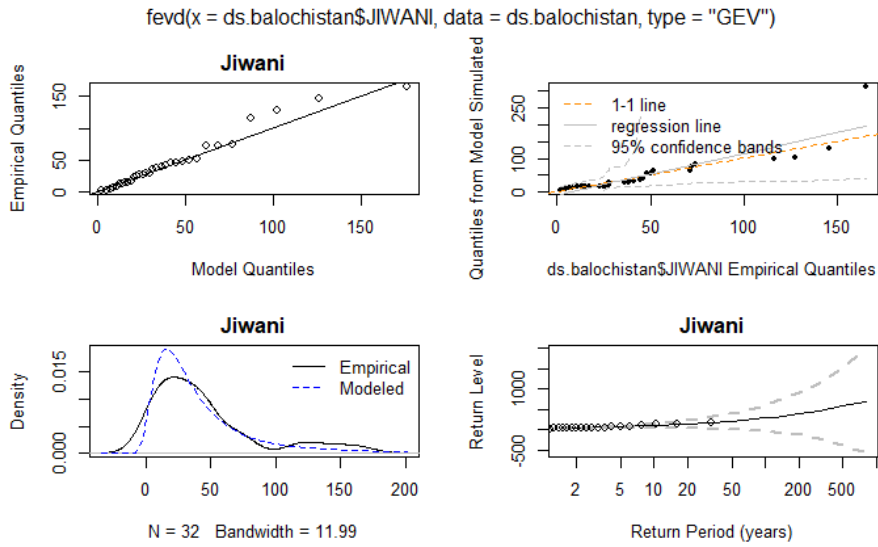 fevd(x = ds.balochistan$JIWANI, data = ds.balochistan, type = "GEV")
Jiwani
Empirical Quantiles
0 50 150
0 50 100 150
Model Quantiles
Quantiles from Model Simulated
0 100 250
1-1 line
regression line
95% confidence bands
0 50 100 150
ds.balochistan$JIWANI Empirical Quantiles
Jiwani
Density
0.000 0.015
Empirical
Modeled
0 50 100 150 200
N = 32 Bandwidth = 11.99
Jiwani
Return Level
-500 1000
2 5 10 20 50 200 500
Return Period (years)